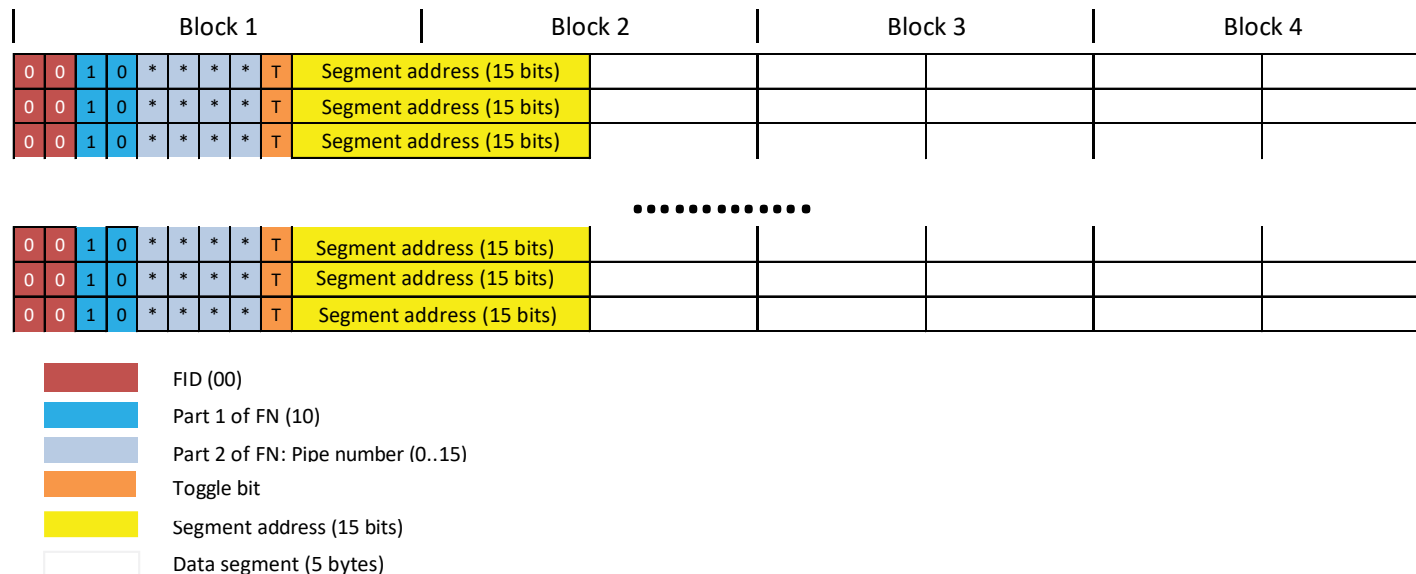 Block 1 Block 2 Block 3 Block 4
0 0 1 0 * * * * T Segment address (15 bits)
0 0 1 0 * * * * T Segment address (15 bits)
0 0 1 0 * * * * T Segment address (15 bits)
.............
0 0 1 0 * * * * T Segment address (15 bits)
0 0 1 0 * * * * T Segment address (15 bits)
0 0 1 0 * * * * T Segment address (15 bits)
FID (00)
Part 1 of FN (10)
Part 2 of FN: Pipe number (0..15)
Toggle bit
Segment address (15 bits)
Data segment (5 bytes)